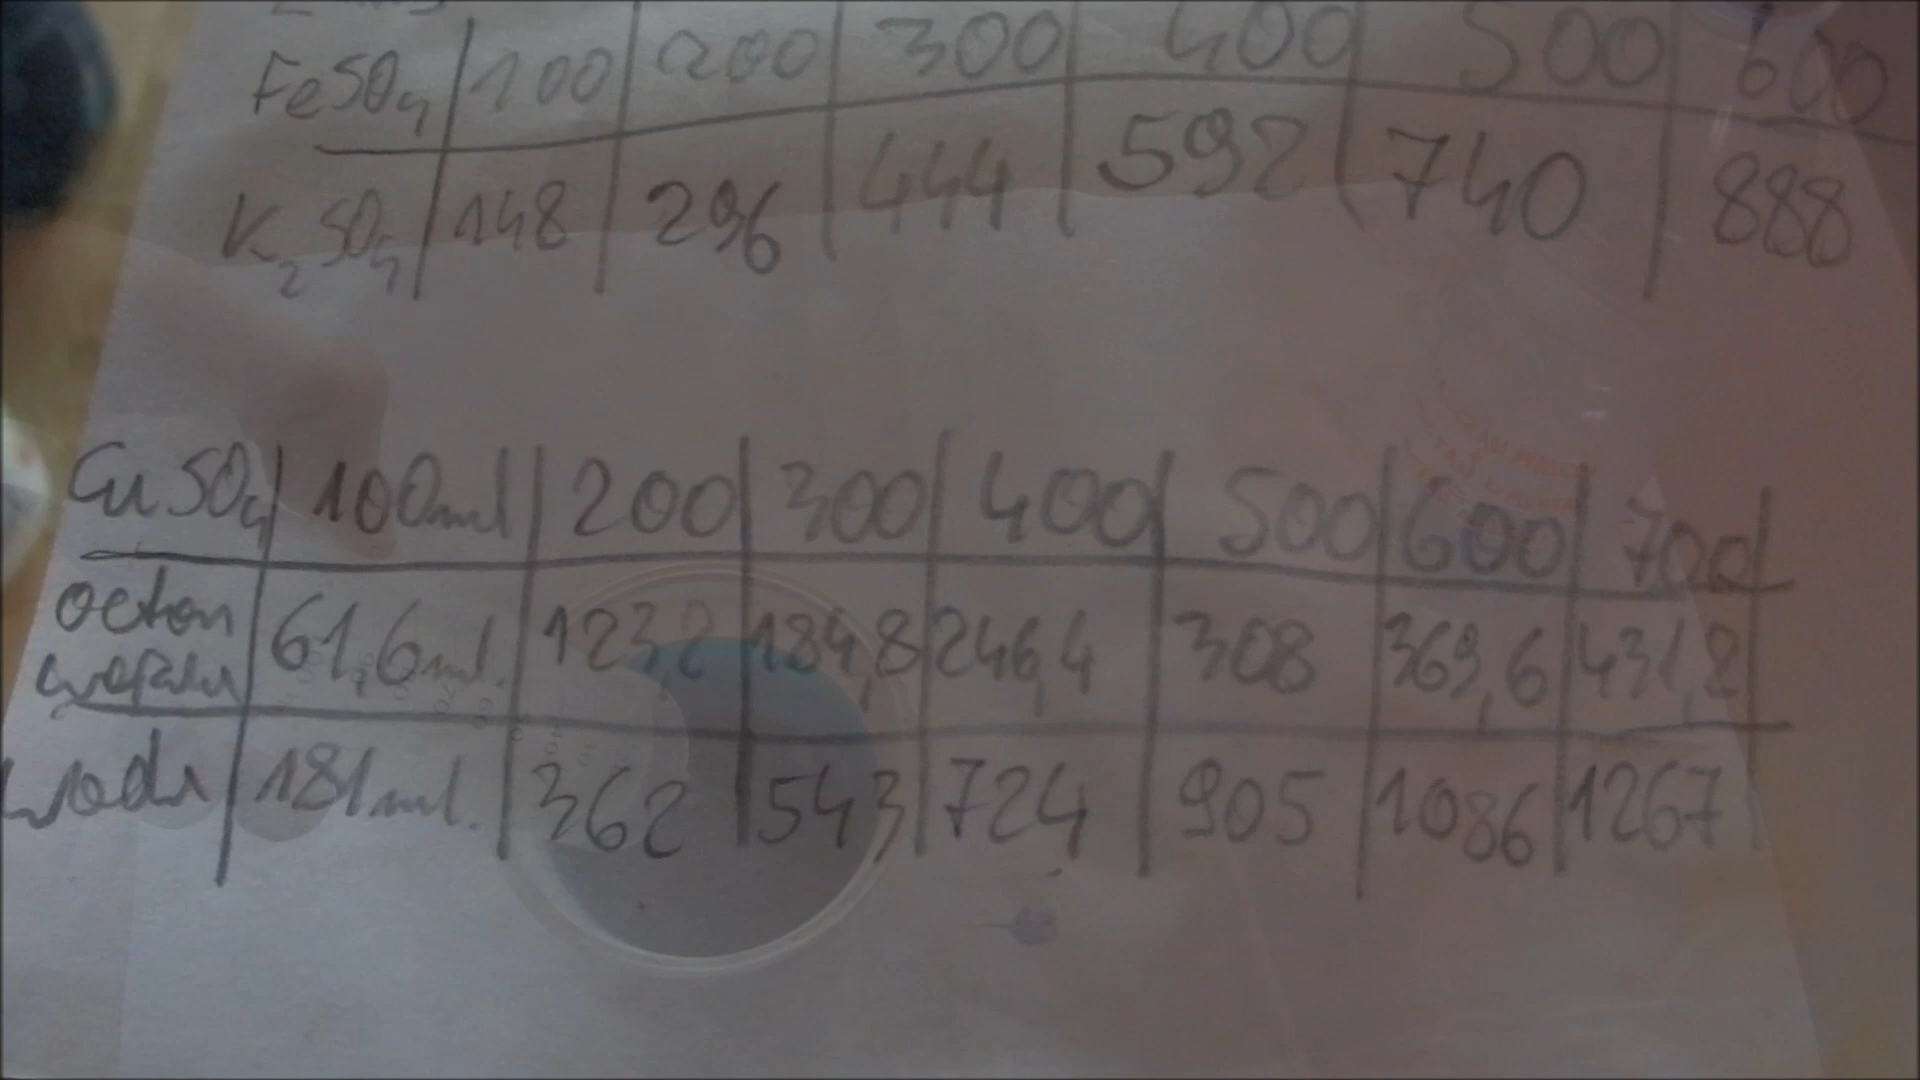 FeSO4 100 200 300 400 500 600
K2SO4 148 296 444 592 740 888
CuSO4 100ml 200 300 400 500 600 700
octan 61,6ml. 123,2 184,8 246,4 308 369,6 431,2
wapnia
woda 181ml. 362 543 724 905 1086 1267